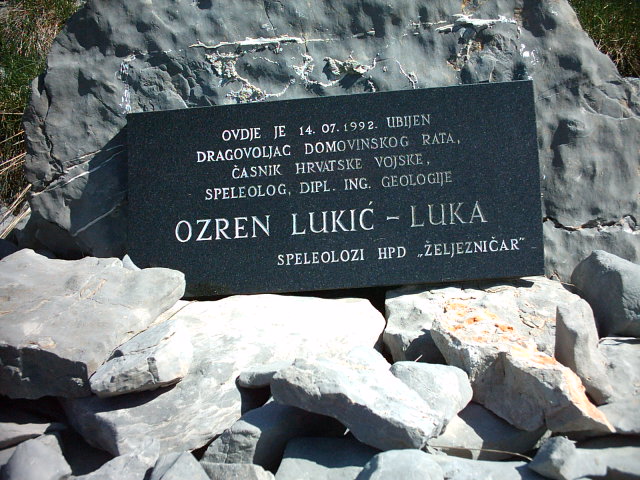 OVDJE JE 14. 07. 1992. UBIJEN
DRAGOVOLJAC DOMOVINSKOG RATA,
ČASNIK HRVATSKE VOJSKE,
SPELEOLOG, DIPL. ING. GEOLOGIJE
OZREN LUKIĆ – LUKA
SPELEOLOZI HPD „ŽELJEZNIČAR"